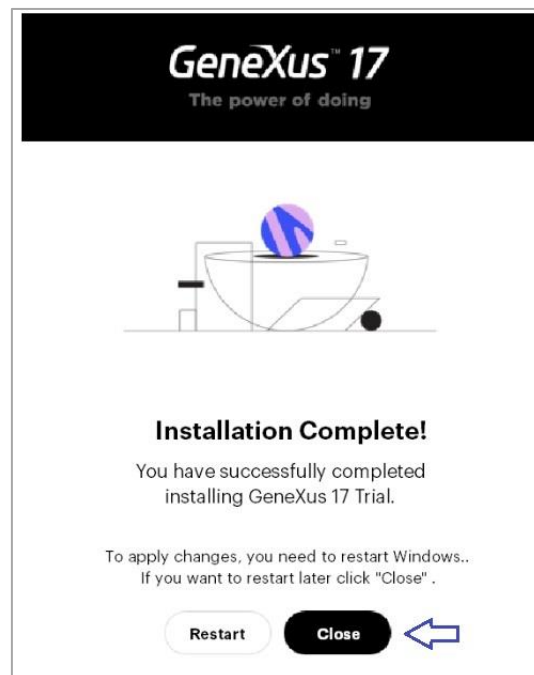 GeneXus™ 17
The power of doing
Installation Complete!
You have successfully completed
installing GeneXus 17 Trial.
To apply changes, you need to restart Windows..
If you want to restart later click "Close" .
Restart Close